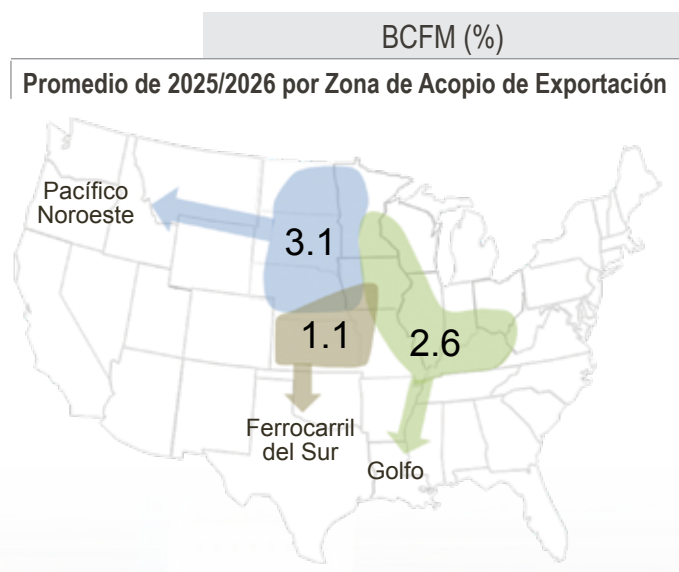 BCFM (%)
Promedio de 2025/2026 por Zona de Acopio de Exportación
Pacífico
Noroeste
3.1
1.1
2.6
Ferrocarril
del Sur
Golfo